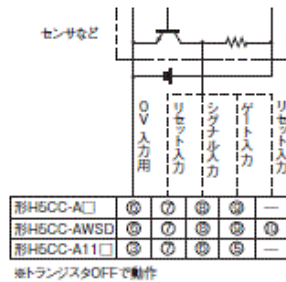 センサなど
0V入力用
リセット入力
シグナル入力
ゲート入力
リセット入力
形H5CC-A□ ⑥ ⑦ ⑧ ⑨ —
形H5CC-AWSD ⑥ ⑦ ⑧ ⑨ ⑩
形H5CC-A11□ ③ ⑦ ⑥ ⑤ —
※トランジスタOFFで動作